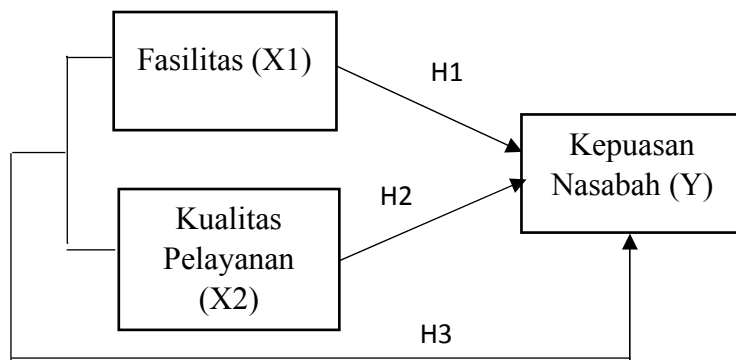 Fasilitas (X1)
H1
Kepuasan
Nasabah (Y)
H2
Kualitas
Pelayanan
(X2)
H3